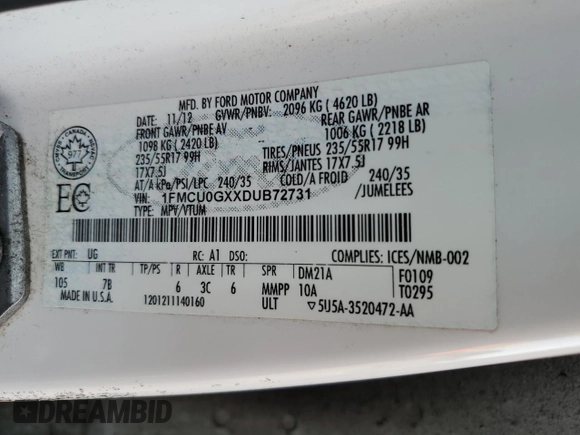 MFD. BY FORD MOTOR COMPANY
DATE: 11/12 GVWR/PNBV: 2096 KG ( 4620 LB)
FRONT GAWR/PNBE AV REAR GAWR/PNBE AR
1098 KG ( 2420 LB) 1006 KG ( 2218 LB)
235/55R17 99H TIRES/PNEUS 235/55R17 99H
17X7.5J RIMS/JANTES 17X7.5J
AT/A kPa/PSI/LPC 240/35 COLD/A FROID 240/35
VIN: 1FMCU0GXXDUB72731 /JUMELEES
TYPE: MPV/VTUM
CANADA
977
TRANSPORT
EC
EXT PNT: UG RC: A1 DSO: COMPLIES: ICES/NMB-002
WB TP/PS R AXLE TR SPR DM21A F0109
105 7B 6 3C 6 MMPP 10A T0295
MADE IN U.S.A. 1201211140160 ULT 5U5A-3520472-AA
DREAMBID